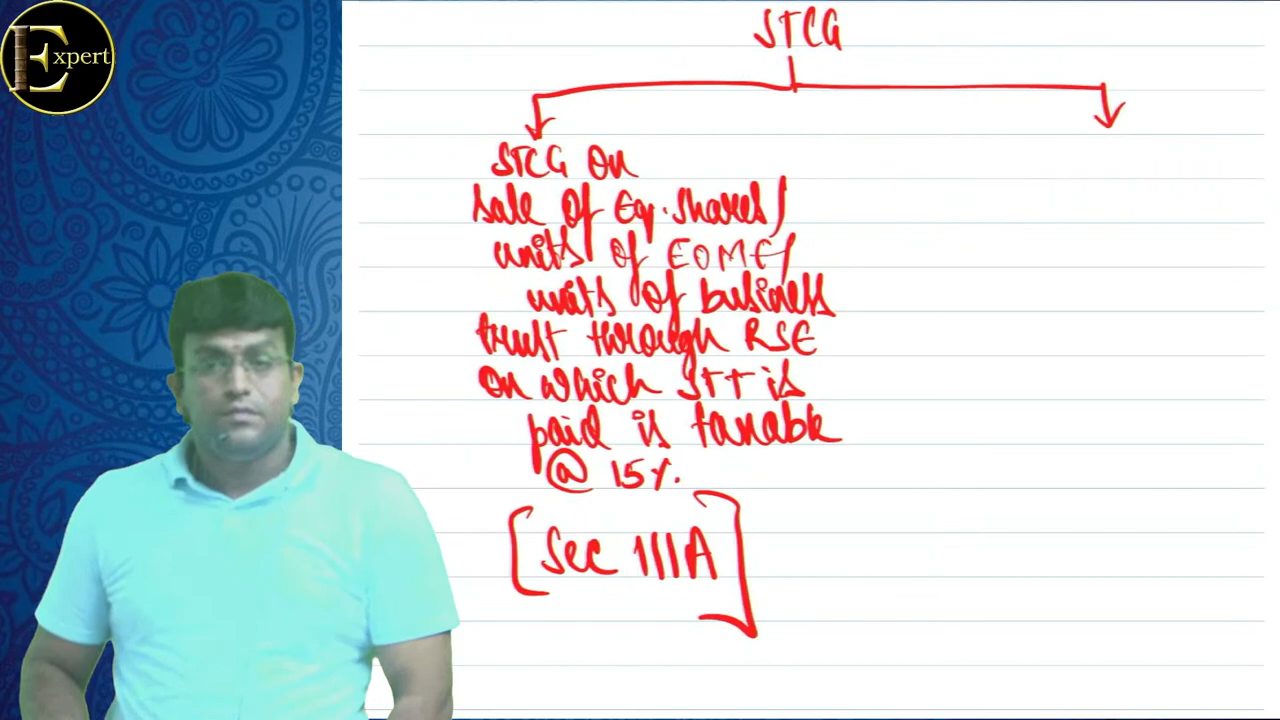 Expert
STCG
STCG on
sale of Eq. shares/
units of EOMF/
units of business
trust through RSE
on which STT is
paid is taxable
@ 15%.
[Sec 111A]